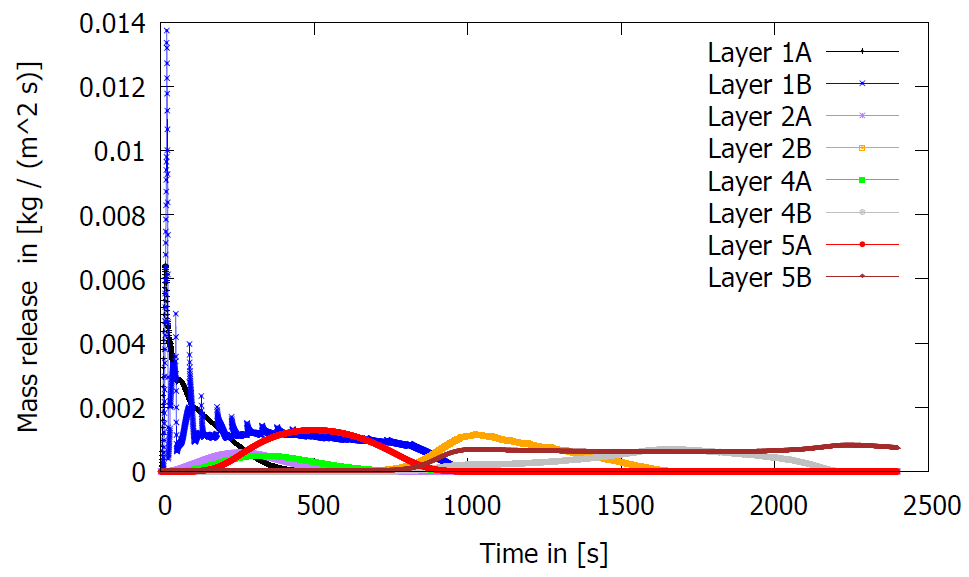 0.014
0.012
0.01
0.008
0.006
0.004
0.002
0
Mass release in [kg / (m^2 s)]
Layer 1A
Layer 1B
Layer 2A
Layer 2B
Layer 4A
Layer 4B
Layer 5A
Layer 5B
0 500 1000 1500 2000 2500
Time in [s]